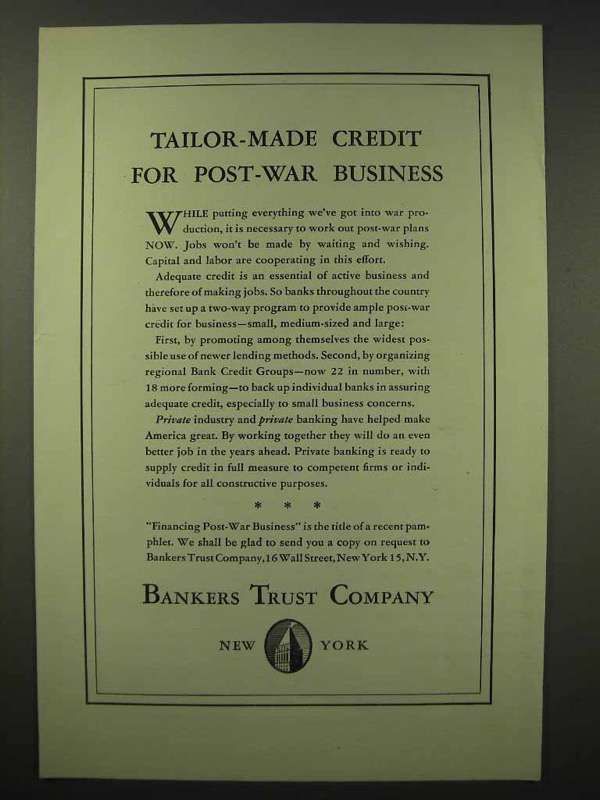 TAILOR-MADE CREDIT
FOR POST-WAR BUSINESS
WHILE putting everything we've got into war pro-
duction, it is necessary to work out post-war plans
NOW. Jobs won't be made by waiting and wishing.
Capital and labor are cooperating in this effort.
Adequate credit is an essential of active business and
therefore of making jobs. So banks throughout the country
have set up a two-way program to provide ample post-war
credit for business—small, medium-sized and large:
First, by promoting among themselves the widest pos-
sible use of newer lending methods. Second, by organizing
regional Bank Credit Groups—now 22 in number, with
18 more forming—to back up individual banks in assuring
adequate credit, especially to small business concerns.
Private industry and private banking have helped make
America great. By working together they will do an even
better job in the years ahead. Private banking is ready to
supply credit in full measure to competent firms or indi-
viduals for all constructive purposes.
* * *
"Financing Post-War Business" is the title of a recent pam-
phlet. We shall be glad to send you a copy on request to
Bankers Trust Company, 16 Wall Street, New York 15, N.Y.
BANKERS TRUST COMPANY
NEW YORK